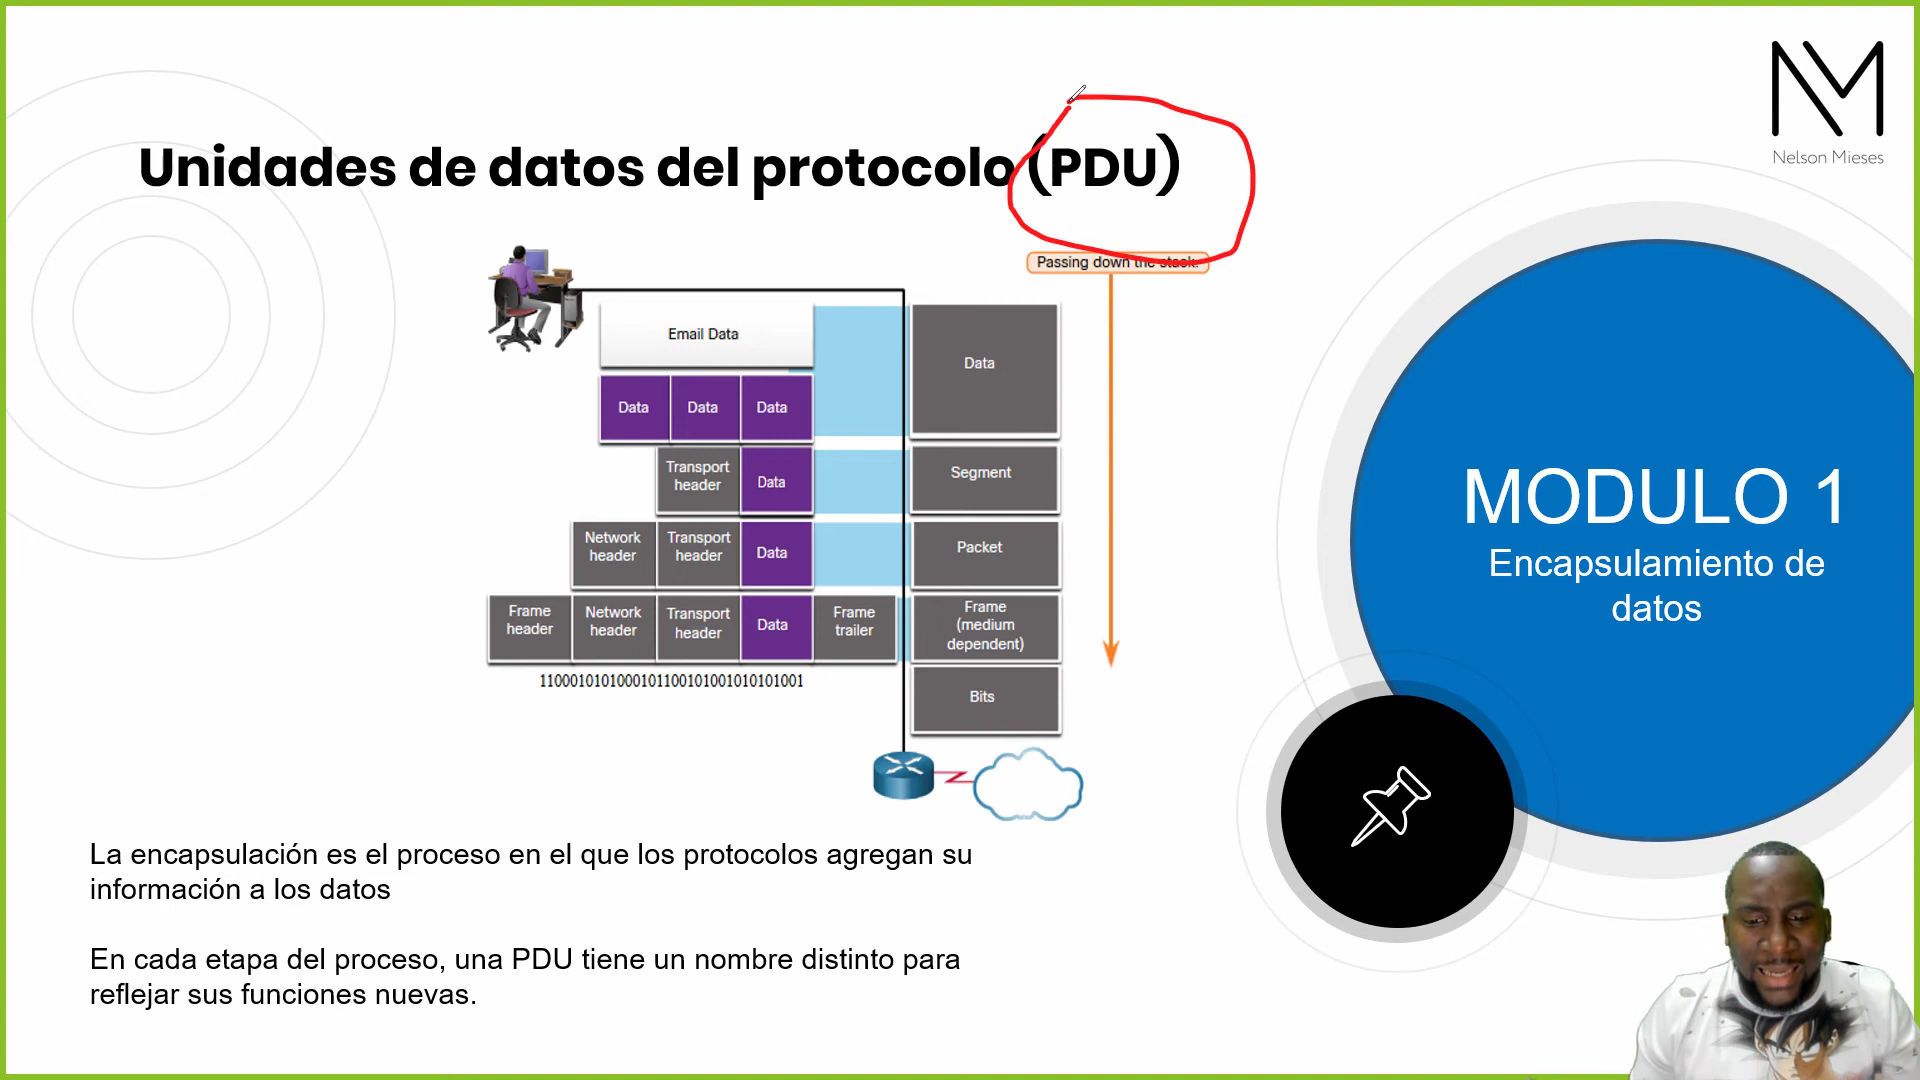 Nelson Mieses
Unidades de datos del protocolo (PDU)
Passing down the stack.
Email Data
Data
Data Data Data
Transport header
Data
Segment
Network header
Transport header
Data
Packet
Frame header
Network header
Transport header
Data
Frame trailer
Frame
(medium
dependent)
1100010101000101100101001010101001
Bits
MODULO 1
Encapsulamiento de
datos
La encapsulación es el proceso en el que los protocolos agregan su
información a los datos
En cada etapa del proceso, una PDU tiene un nombre distinto para
reflejar sus funciones nuevas.